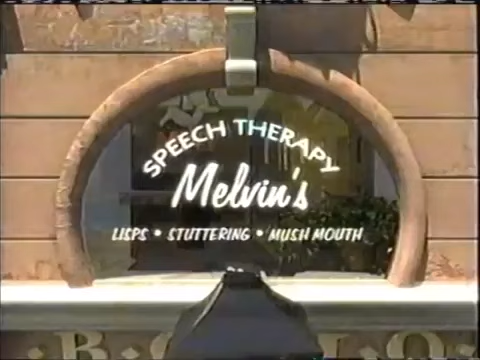 SPEECH THERAPY
Melvin's
LISPS • STUTTERING • MUSH MOUTH